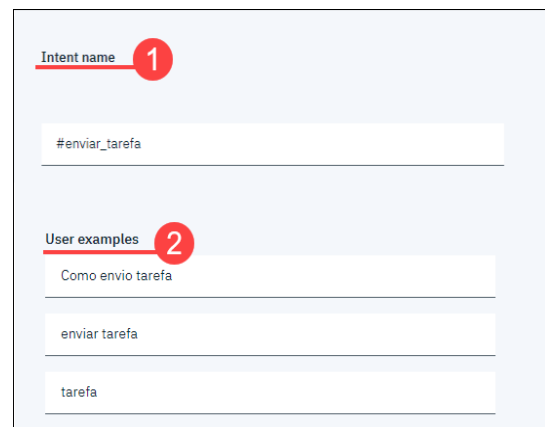 Intent name 1
#enviar_tarefa
User examples 2
Como envio tarefa
enviar tarefa
tarefa